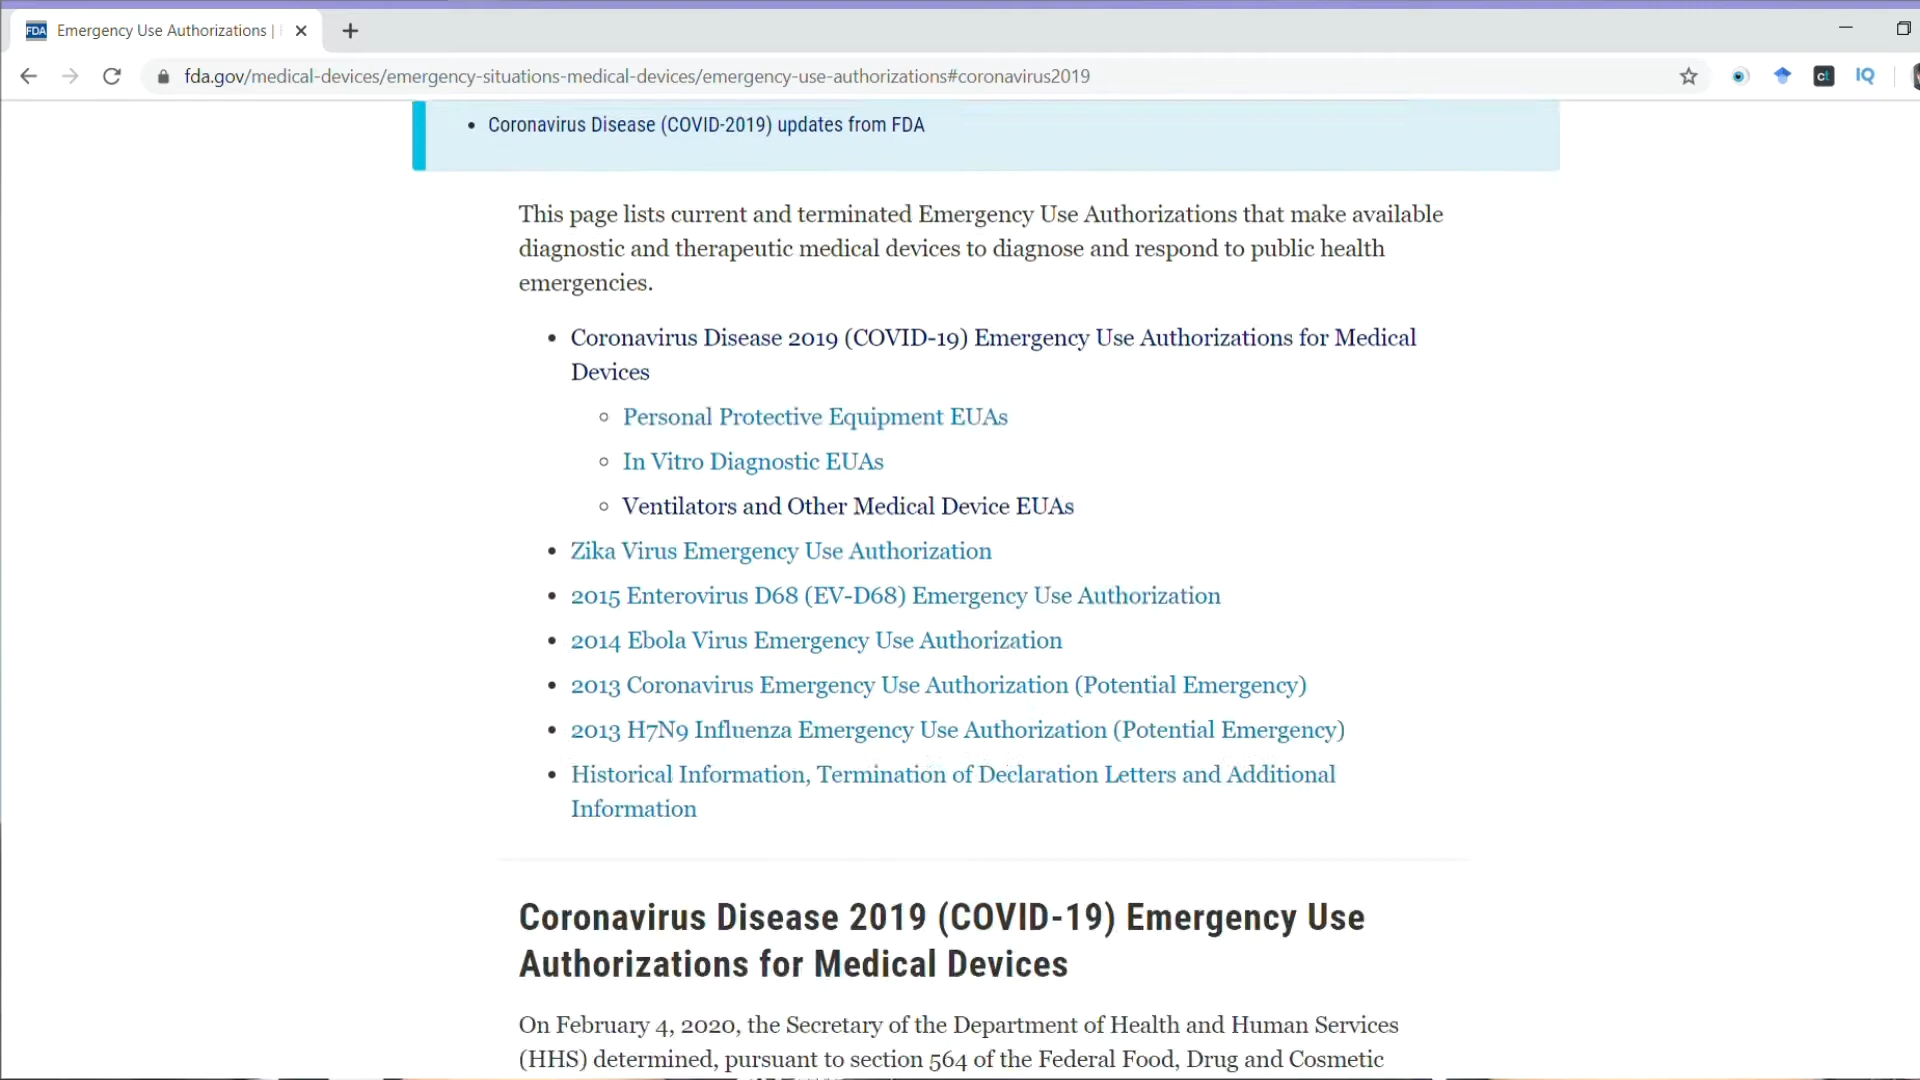 FDA Emergency Use Authorizations |
fda.gov/medical-devices/emergency-situations-medical-devices/emergency-use-authorizations#coronavirus2019
ct
IQ
• Coronavirus Disease (COVID-2019) updates from FDA
This page lists current and terminated Emergency Use Authorizations that make available
diagnostic and therapeutic medical devices to diagnose and respond to public health
emergencies.
• Coronavirus Disease 2019 (COVID-19) Emergency Use Authorizations for Medical
Devices
◦ Personal Protective Equipment EUAs
◦ In Vitro Diagnostic EUAs
◦ Ventilators and Other Medical Device EUAs
• Zika Virus Emergency Use Authorization
• 2015 Enterovirus D68 (EV-D68) Emergency Use Authorization
• 2014 Ebola Virus Emergency Use Authorization
• 2013 Coronavirus Emergency Use Authorization (Potential Emergency)
• 2013 H7N9 Influenza Emergency Use Authorization (Potential Emergency)
• Historical Information, Termination of Declaration Letters and Additional
Information
Coronavirus Disease 2019 (COVID-19) Emergency Use
Authorizations for Medical Devices
On February 4, 2020, the Secretary of the Department of Health and Human Services
(HHS) determined, pursuant to section 564 of the Federal Food, Drug and Cosmetic